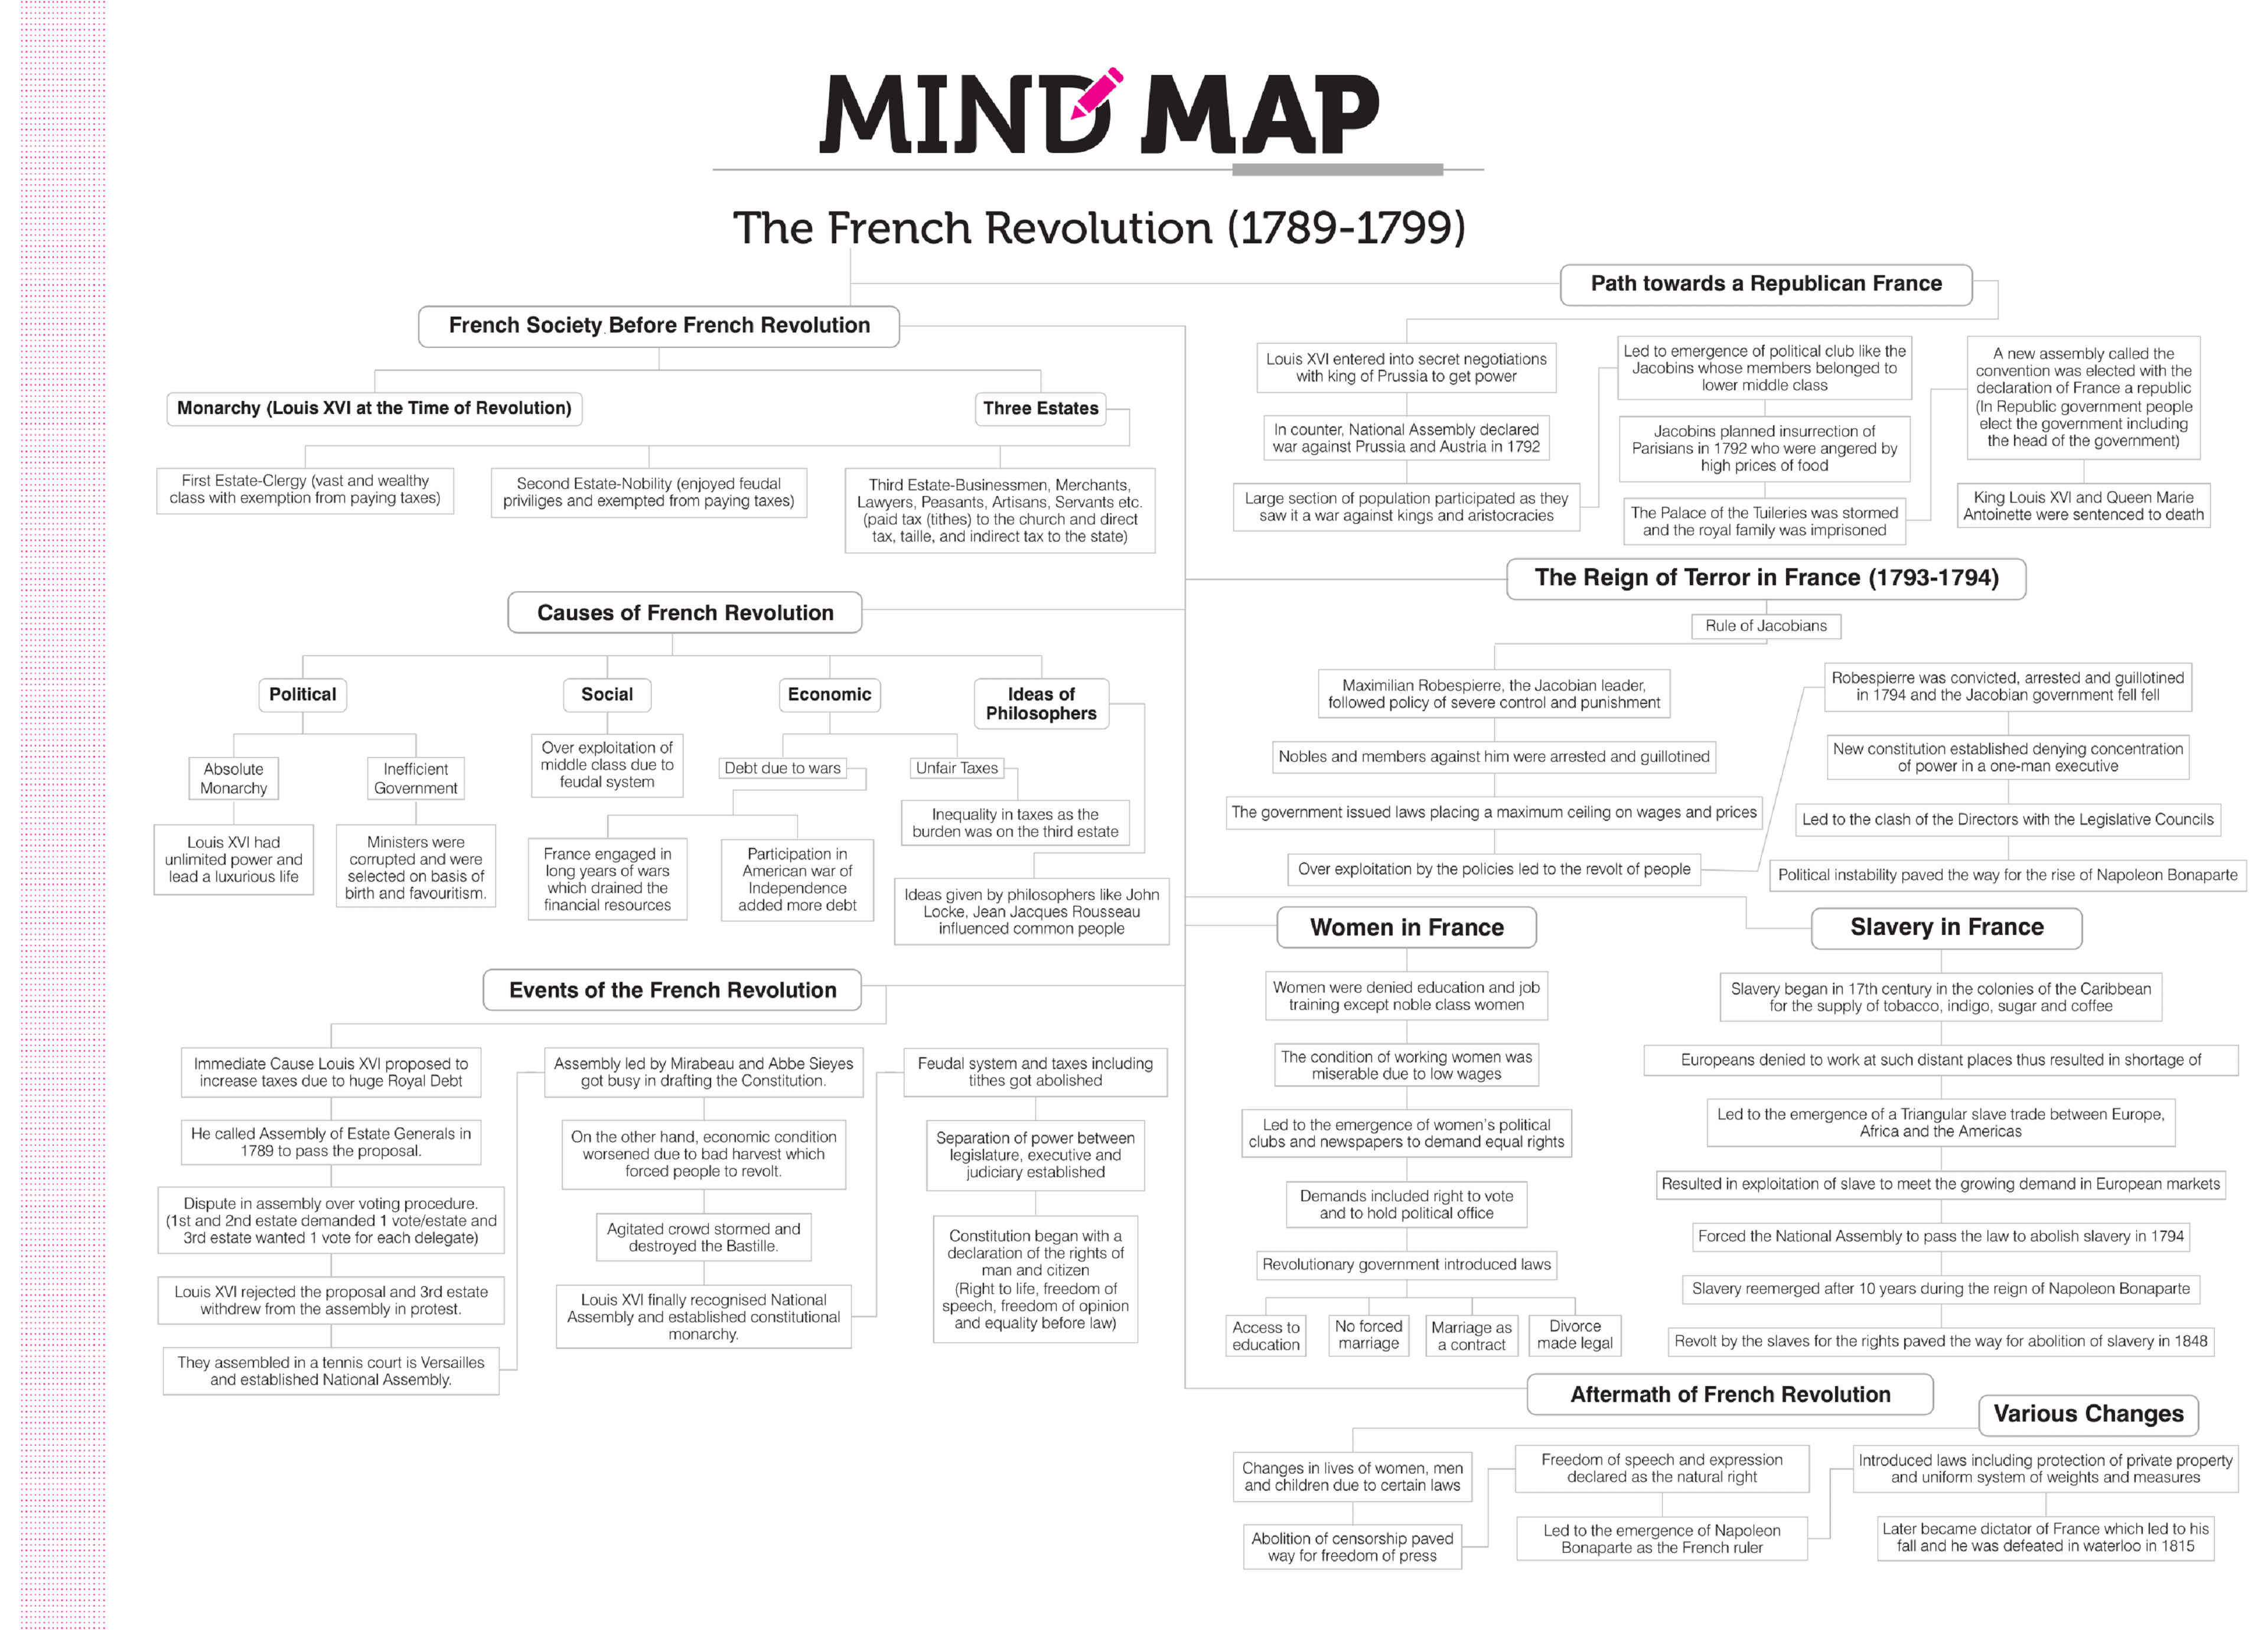 MIND MAP
The French Revolution (1789-1799)
French Society Before French Revolution
Monarchy (Louis XVI at the Time of Revolution)
Three Estates
First Estate-Clergy (vast and wealthy
class with exemption from paying taxes)
Second Estate-Nobility (enjoyed feudal
priviliges and exempted from paying taxes)
Third Estate-Businessmen, Merchants,
Lawyers, Peasants, Artisans, Servants etc.
(paid tax (tithes) to the church and direct
tax, taille, and indirect tax to the state)
Causes of French Revolution
Political
Absolute
Monarchy
Louis XVI had
unlimited power and
lead a luxurious life
Inefficient
Government
Ministers were
corrupted and were
selected on basis of
birth and favouritism.
Social
Over exploitation of
middle class due to
feudal system
Economic
Debt due to wars
France engaged in
long years of wars
which drained the
financial resources
Participation in
American war of
Independence
added more debt
Unfair Taxes
Inequality in taxes as the
burden was on the third estate
Ideas of
Philosophers
Ideas given by philosophers like John
Locke, Jean Jacques Rousseau
influenced common people
Events of the French Revolution
Immediate Cause Louis XVI proposed to
increase taxes due to huge Royal Debt
He called Assembly of Estate Generals in
1789 to pass the proposal.
Dispute in assembly over voting procedure.
(1st and 2nd estate demanded 1 vote/estate and
3rd estate wanted 1 vote for each delegate)
Louis XVI rejected the proposal and 3rd estate
withdrew from the assembly in protest.
They assembled in a tennis court is Versailles
and established National Assembly.
Assembly led by Mirabeau and Abbe Sieyes
got busy in drafting the Constitution.
On the other hand, economic condition
worsened due to bad harvest which
forced people to revolt.
Agitated crowd stormed and
destroyed the Bastille.
Louis XVI finally recognised National
Assembly and established constitutional
monarchy.
Feudal system and taxes including
tithes got abolished
Separation of power between
legislature, executive and
judiciary established
Constitution began with a
declaration of the rights of
man and citizen
(Right to life, freedom of
speech, freedom of opinion
and equality before law)
Path towards a Republican France
Louis XVI entered into secret negotiations
with king of Prussia to get power
In counter, National Assembly declared
war against Prussia and Austria in 1792
Large section of population participated as they
saw it a war against kings and aristocracies
Led to emergence of political club like the
Jacobins whose members belonged to
lower middle class
Jacobins planned insurrection of
Parisians in 1792 who were angered by
high prices of food
The Palace of the Tuileries was stormed
and the royal family was imprisoned
A new assembly called the
convention was elected with the
declaration of France a republic
(In Republic government people
elect the government including
the head of the government)
King Louis XVI and Queen Marie
Antoinette were sentenced to death
The Reign of Terror in France (1793-1794)
Rule of Jacobians
Maximilian Robespierre, the Jacobian leader,
followed policy of severe control and punishment
Nobles and members against him were arrested and guillotined
The government issued laws placing a maximum ceiling on wages and prices
Over exploitation by the policies led to the revolt of people
Robespierre was convicted, arrested and guillotined
in 1794 and the Jacobian government fell fell
New constitution established denying concentration
of power in a one-man executive
Led to the clash of the Directors with the Legislative Councils
Political instability paved the way for the rise of Napoleon Bonaparte
Women in France
Women were denied education and job
training except noble class women
The condition of working women was
miserable due to low wages
Led to the emergence of women's political
clubs and newspapers to demand equal rights
Demands included right to vote
and to hold political office
Revolutionary government introduced laws
Access to
education
No forced
marriage
Marriage as
a contract
Divorce
made legal
Slavery in France
Slavery began in 17th century in the colonies of the Caribbean
for the supply of tobacco, indigo, sugar and coffee
Europeans denied to work at such distant places thus resulted in shortage of
Led to the emergence of a Triangular slave trade between Europe,
Africa and the Americas
Resulted in exploitation of slave to meet the growing demand in European markets
Forced the National Assembly to pass the law to abolish slavery in 1794
Slavery reemerged after 10 years during the reign of Napoleon Bonaparte
Revolt by the slaves for the rights paved the way for abolition of slavery in 1848
Aftermath of French Revolution
Various Changes
Changes in lives of women, men
and children due to certain laws
Abolition of censorship paved
way for freedom of press
Freedom of speech and expression
declared as the natural right
Led to the emergence of Napoleon
Bonaparte as the French ruler
Introduced laws including protection of private property
and uniform system of weights and measures
Later became dictator of France which led to his
fall and he was defeated in waterloo in 1815